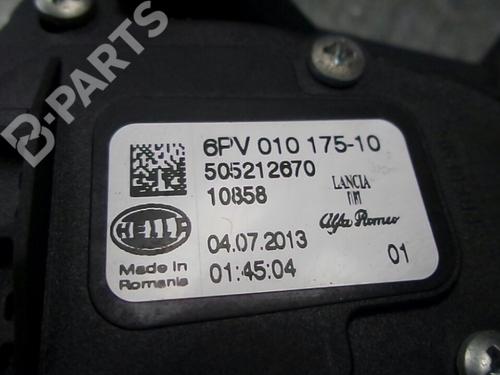 B-PARTS
6PV 010 175-10
505212670
10858
LANCIA
FIAT
Alfa Romeo
HELLA
04.07.2013
Made in
Romania
01:45:04
01